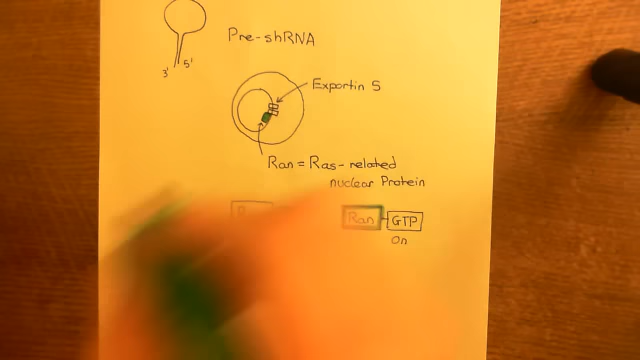 Pre-shRNA
3' 5'
Exportin 5
Ran = Ras-related
nuclear Protein
Ran GTP
On